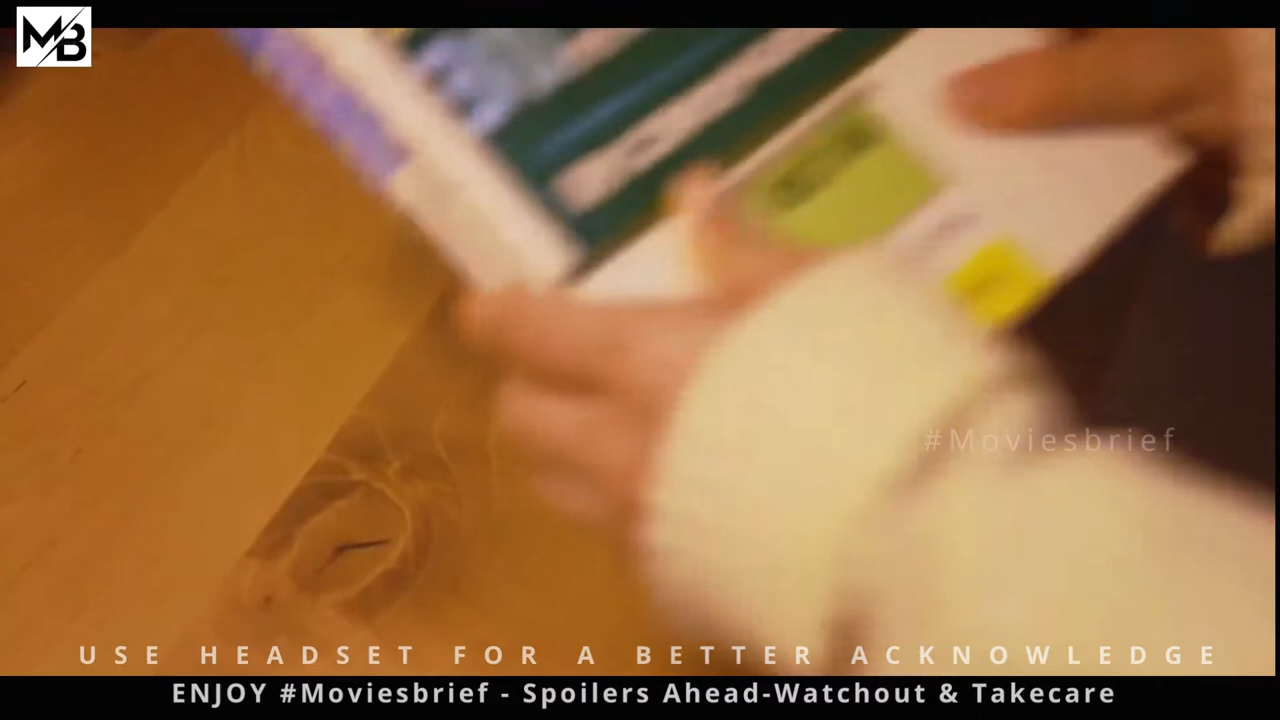 MB
#Moviesbrief
USE HEADSET FOR A BETTER ACKNOWLEDGE
ENJOY #Moviesbrief - Spoilers Ahead-Watchout & Takecare